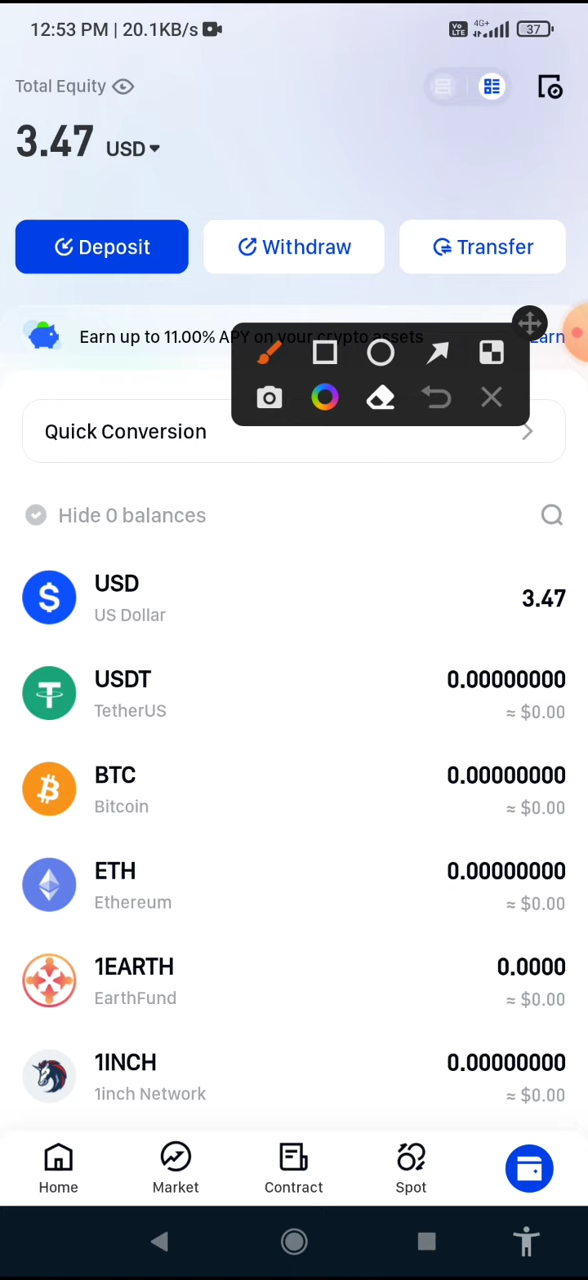 12:53 PM | 20.1KB/s VoLTE 4G+ 37
Total Equity
3.47 USD
Deposit Withdraw Transfer
Earn up to 11.00% APY on your crypto assets Earn
Quick Conversion
Hide 0 balances
USD
US Dollar
3.47
USDT
TetherUS
0.00000000
≈ $0.00
BTC
Bitcoin
0.00000000
≈ $0.00
ETH
Ethereum
0.00000000
≈ $0.00
1EARTH
EarthFund
0.0000
≈ $0.00
1INCH
1inch Network
0.00000000
≈ $0.00
Home Market Contract Spot